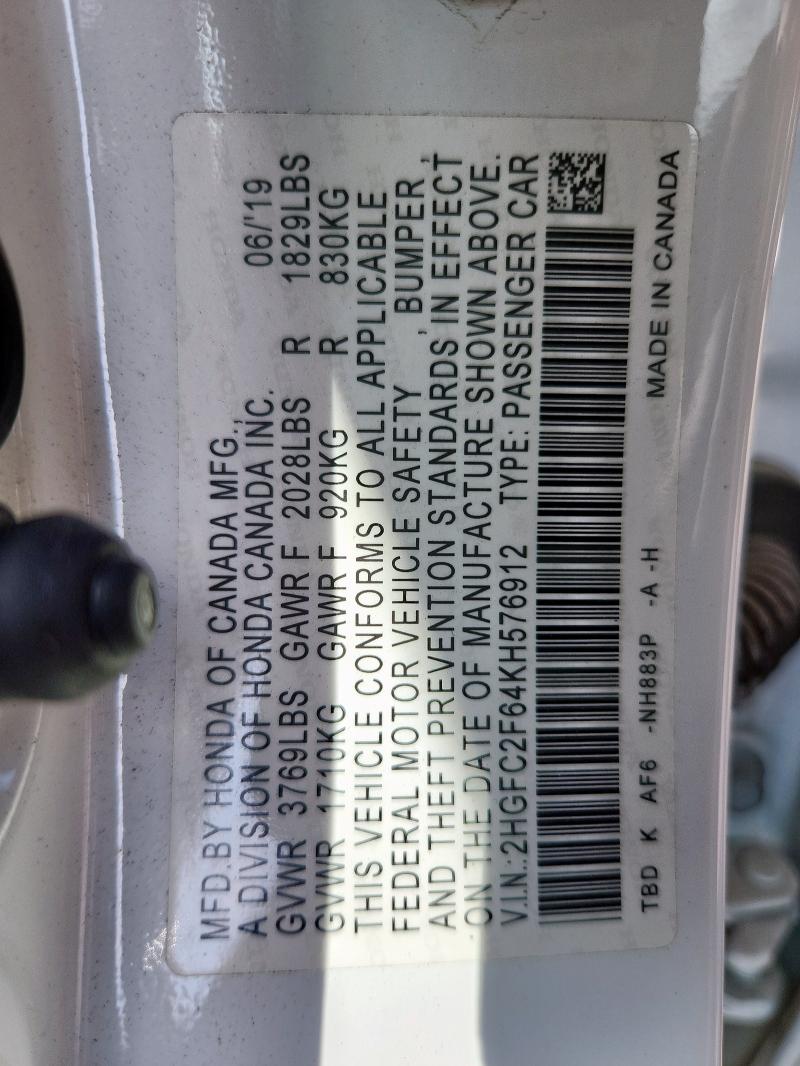 MFD.BY HONDA OF CANADA MFG.,
A DIVISION OF HONDA CANADA INC. 06/'19
GVWR 3769LBS GAWR F 2028LBS R 1829LBS
GVWR 1710KG GAWR F 920KG R 830KG
THIS VEHICLE CONFORMS TO ALL APPLICABLE
FEDERAL MOTOR VEHICLE SAFETY , BUMPER ,
AND THEFT PREVENTION STANDARDS IN EFFECT
ON THE DATE OF MANUFACTURE SHOWN ABOVE.
V.I.N.:2HGFC2F64KH576912 TYPE: PASSENGER CAR
TBD K AF6 -NH883P -A -H MADE IN CANADA